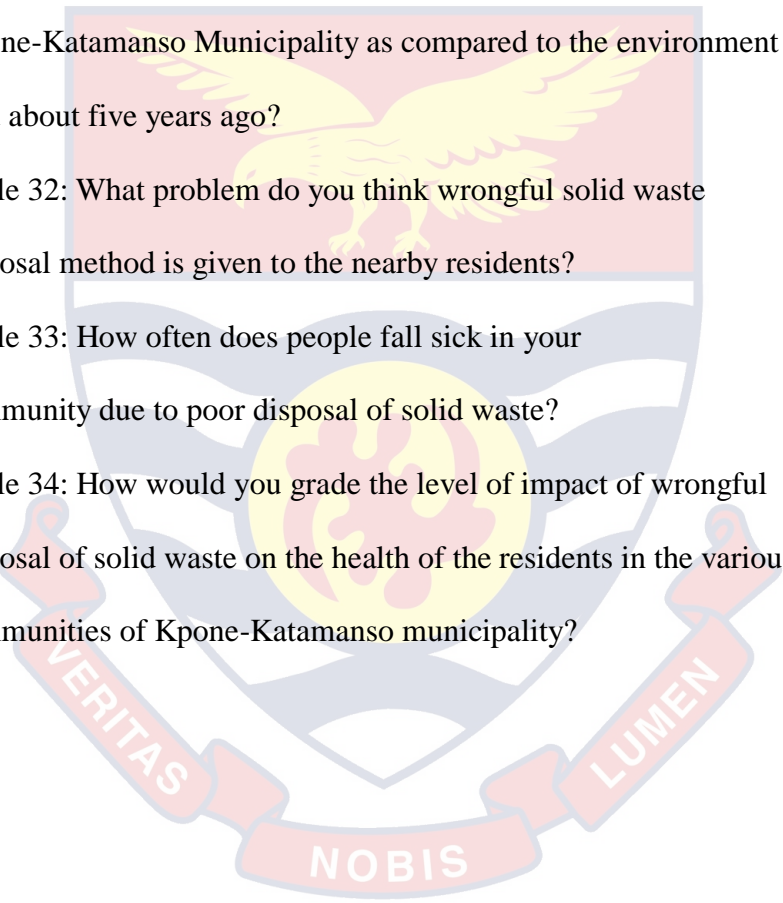 ne-Katamanso Municipality as compared to the environment
about five years ago?
le 32: What problem do you think wrongful solid waste
osal method is given to the nearby residents?
le 33: How often does people fall sick in your
munity due to poor disposal of solid waste?
le 34: How would you grade the level of impact of wrongful
osal of solid waste on the health of the residents in the variou
munities of Kpone-Katamanso municipality?
VERITAS
NOBIS
LUMEN